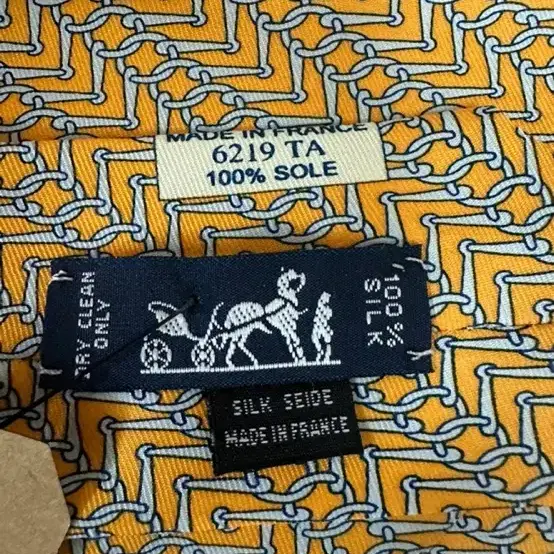 MADE IN FRANCE
6219 TA
100% SOLE
DRY CLEAN
ONLY
100%
SILK
SILK SEIDE
MADE IN FRANCE